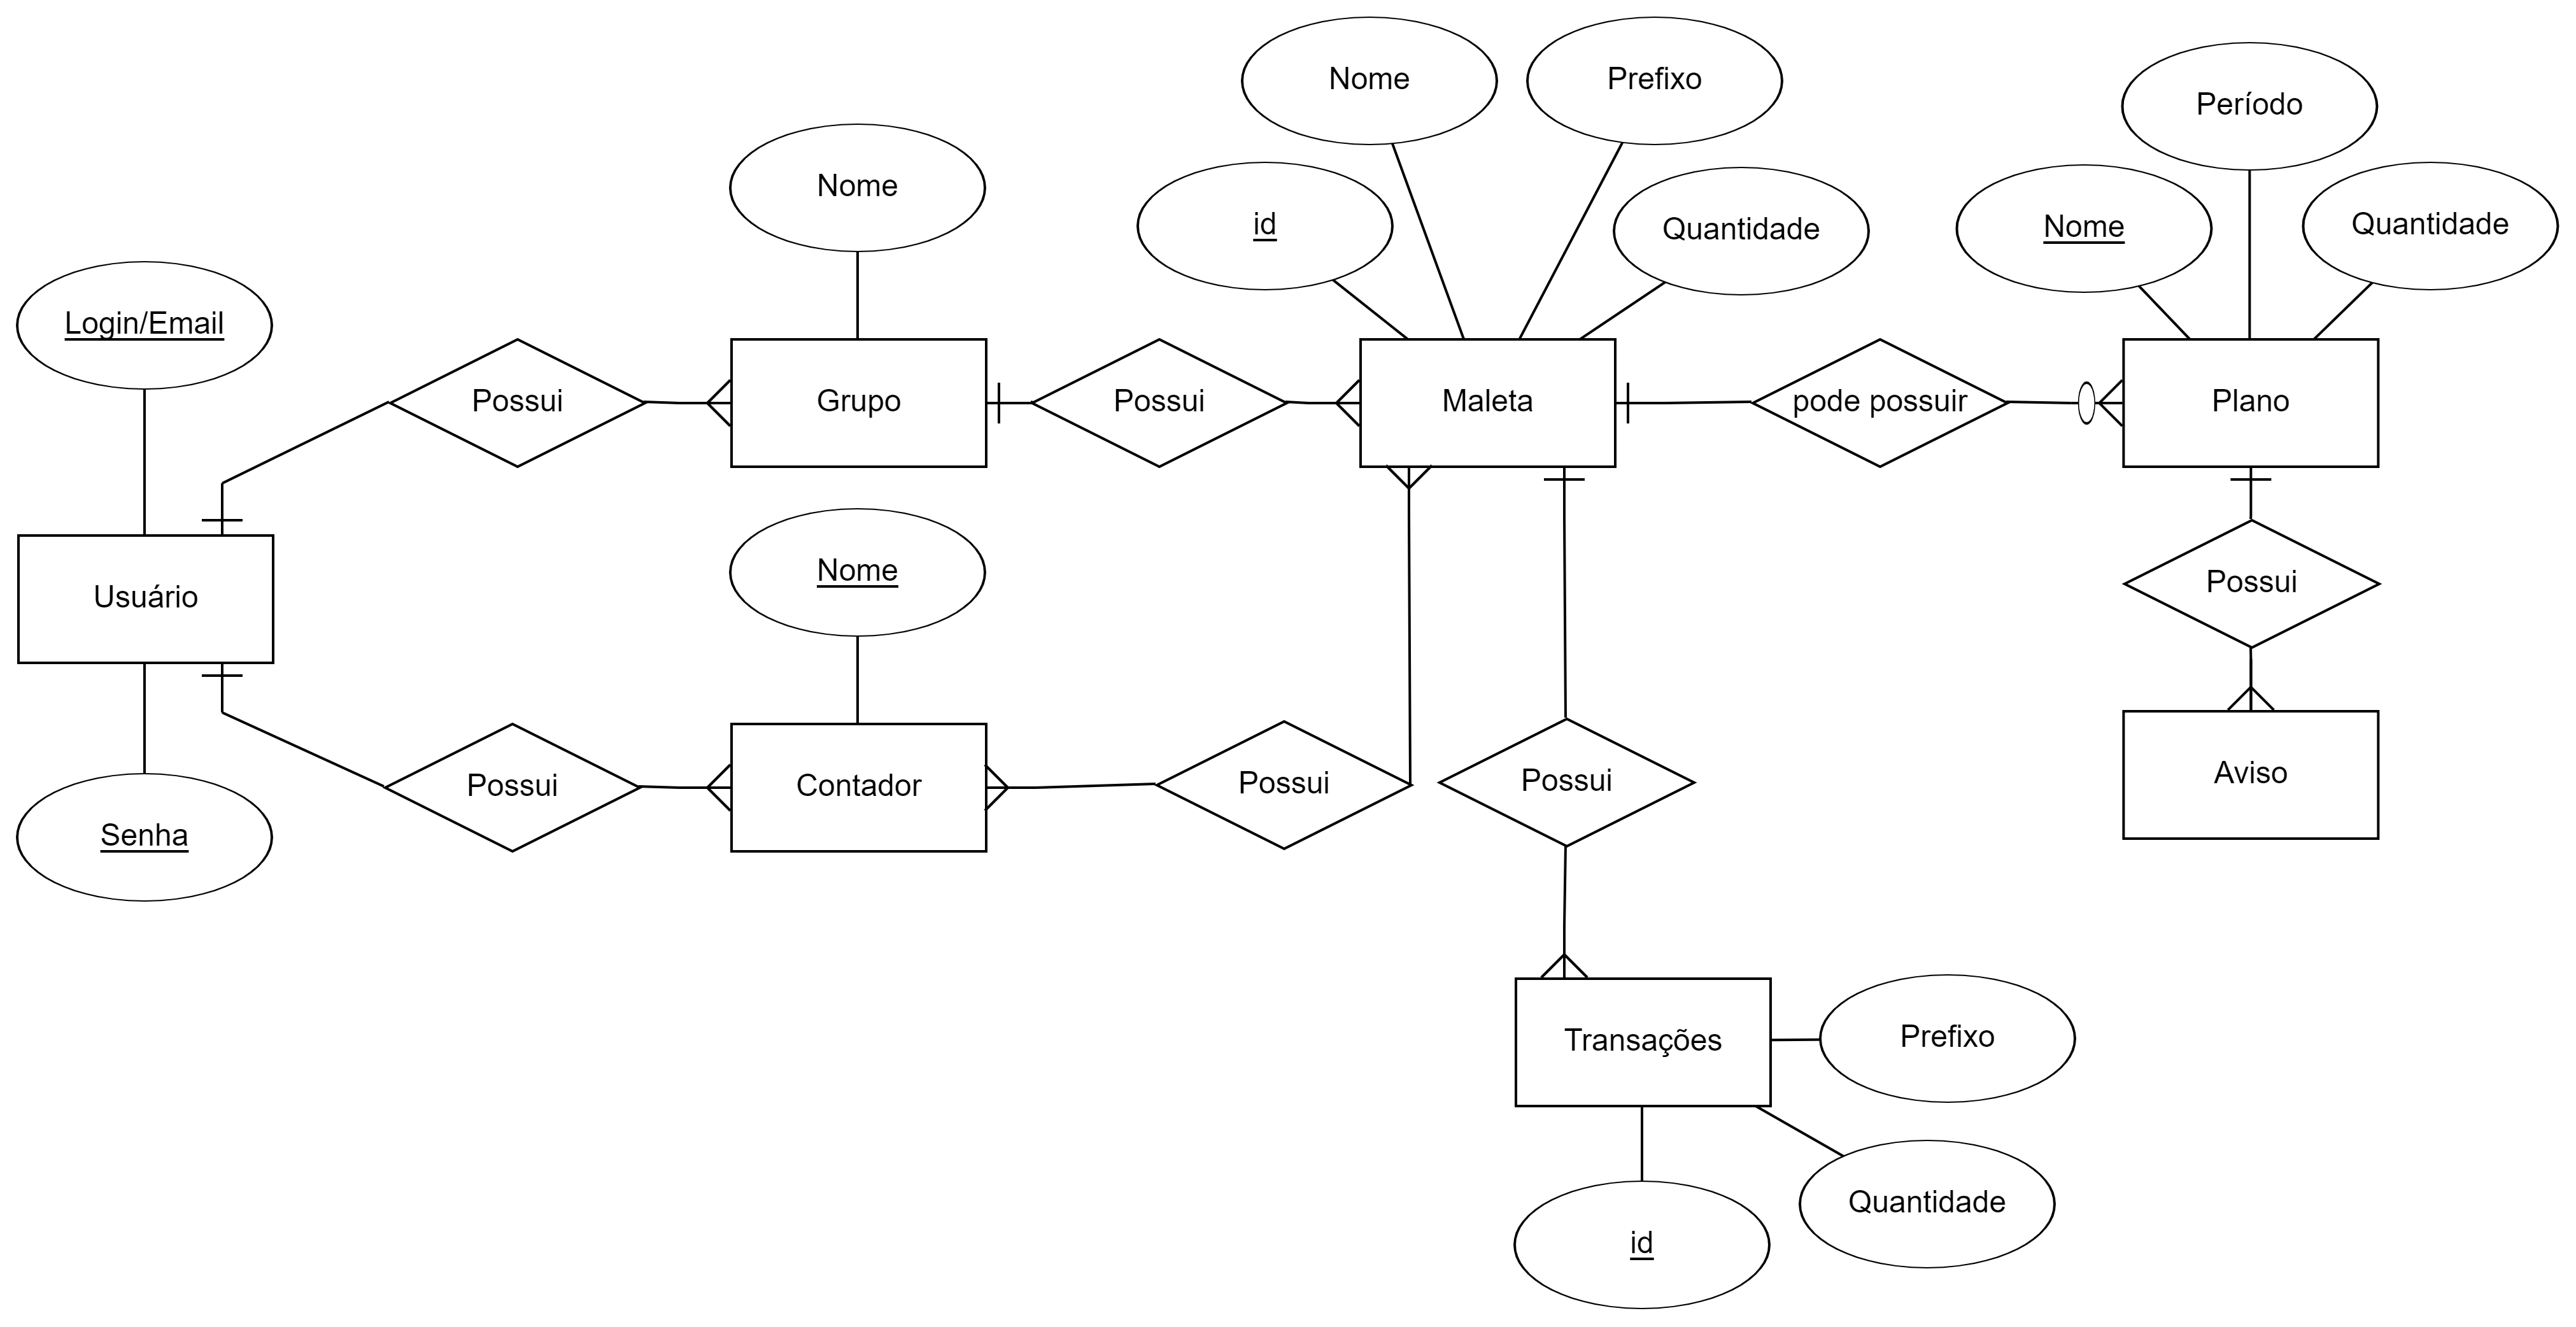 Nome
Prefixo
Período
Nome
id
Quantidade
Nome
Quantidade
Login/Email
Possui
Grupo
Possui
Maleta
pode possuir
Plano
Usuário
Nome
Possui
Possui
Contador
Possui
Possui
Aviso
Senha
Transações
Prefixo
Quantidade
id